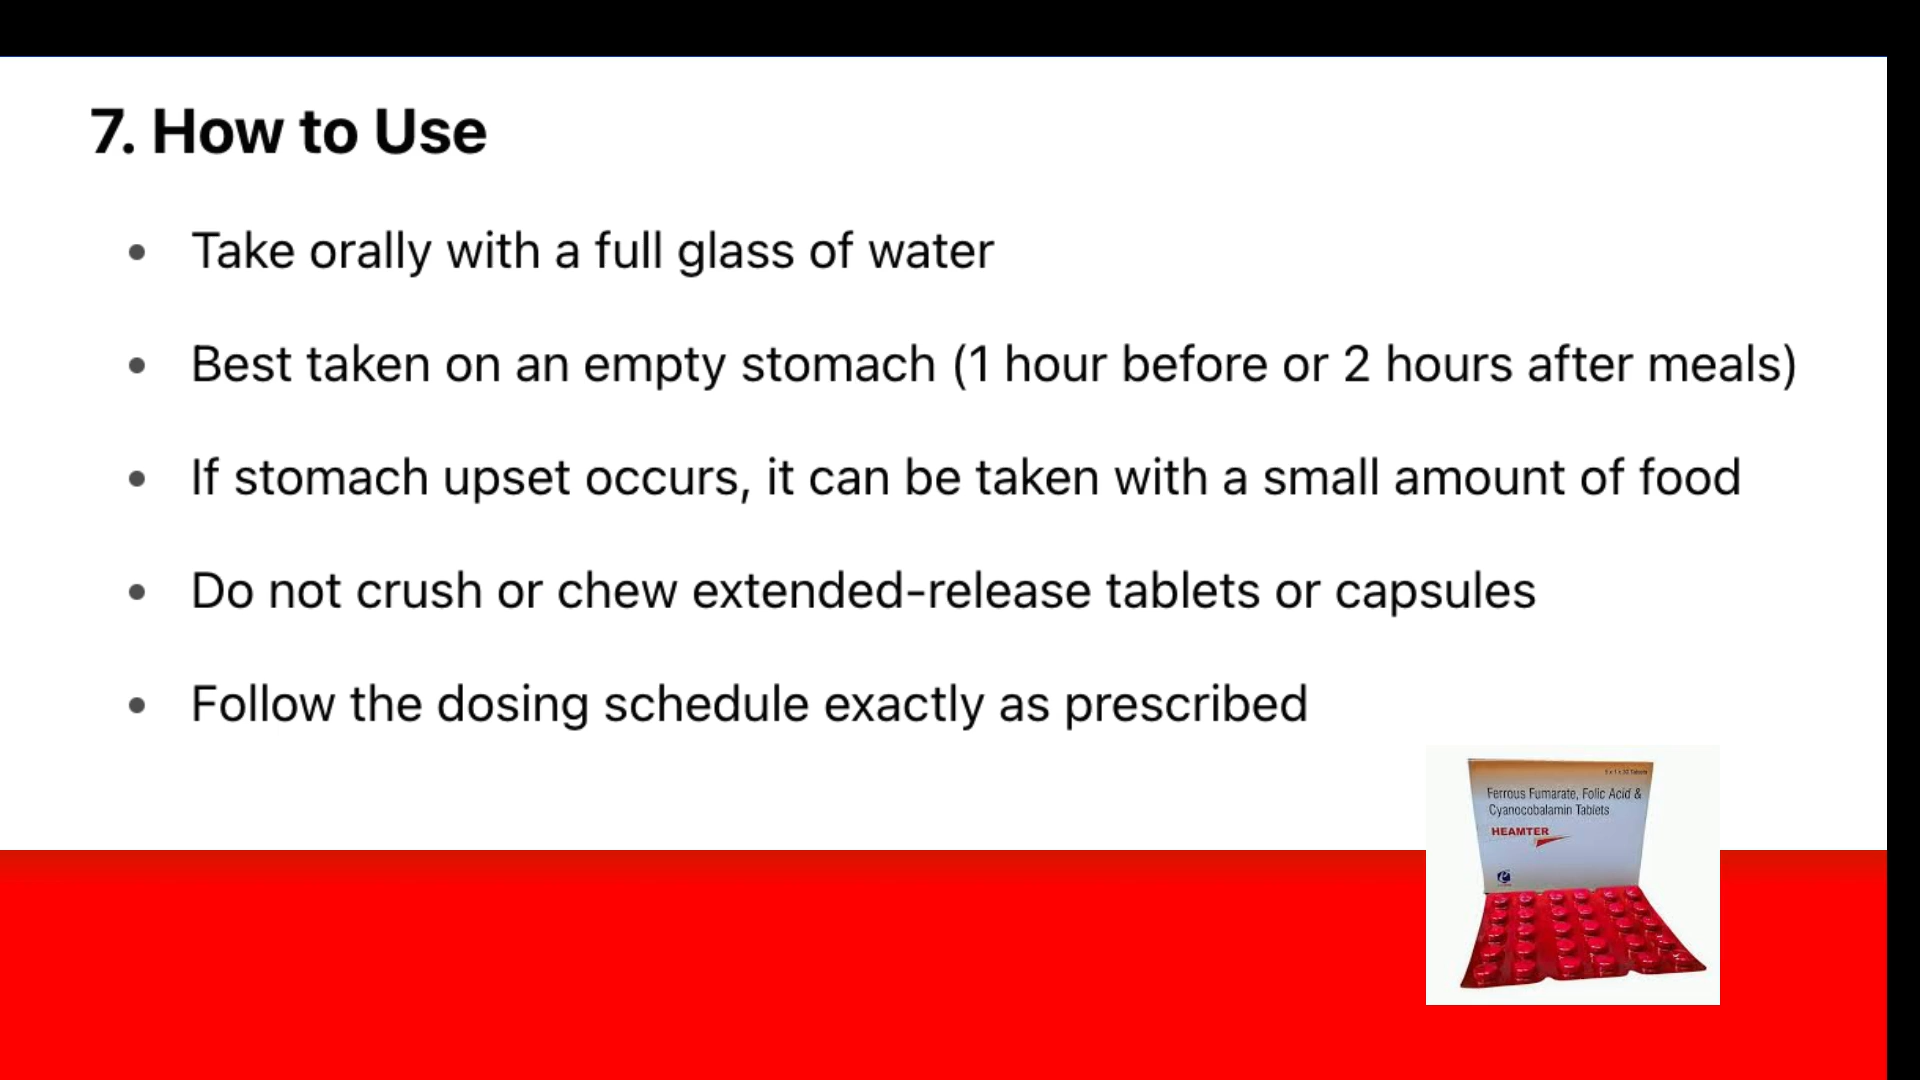 7. How to Use
• Take orally with a full glass of water
• Best taken on an empty stomach (1 hour before or 2 hours after meals)
• If stomach upset occurs, it can be taken with a small amount of food
• Do not crush or chew extended-release tablets or capsules
• Follow the dosing schedule exactly as prescribed
Ferrous Fumarate, Folic Acid &
Cyanocobalamin Tablets
HEAMTER